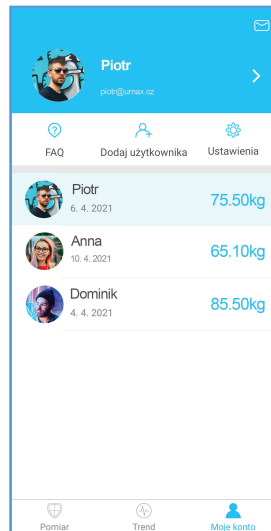 Piotr
piotr@umax.cz
FAQ Dodaj użytkownika Ustawienia
Piotr
6. 4. 2021
75.50kg
Anna
10. 4. 2021
65.10kg
Dominik
4. 4. 2021
85.50kg
Pomiar Trend Moje konto